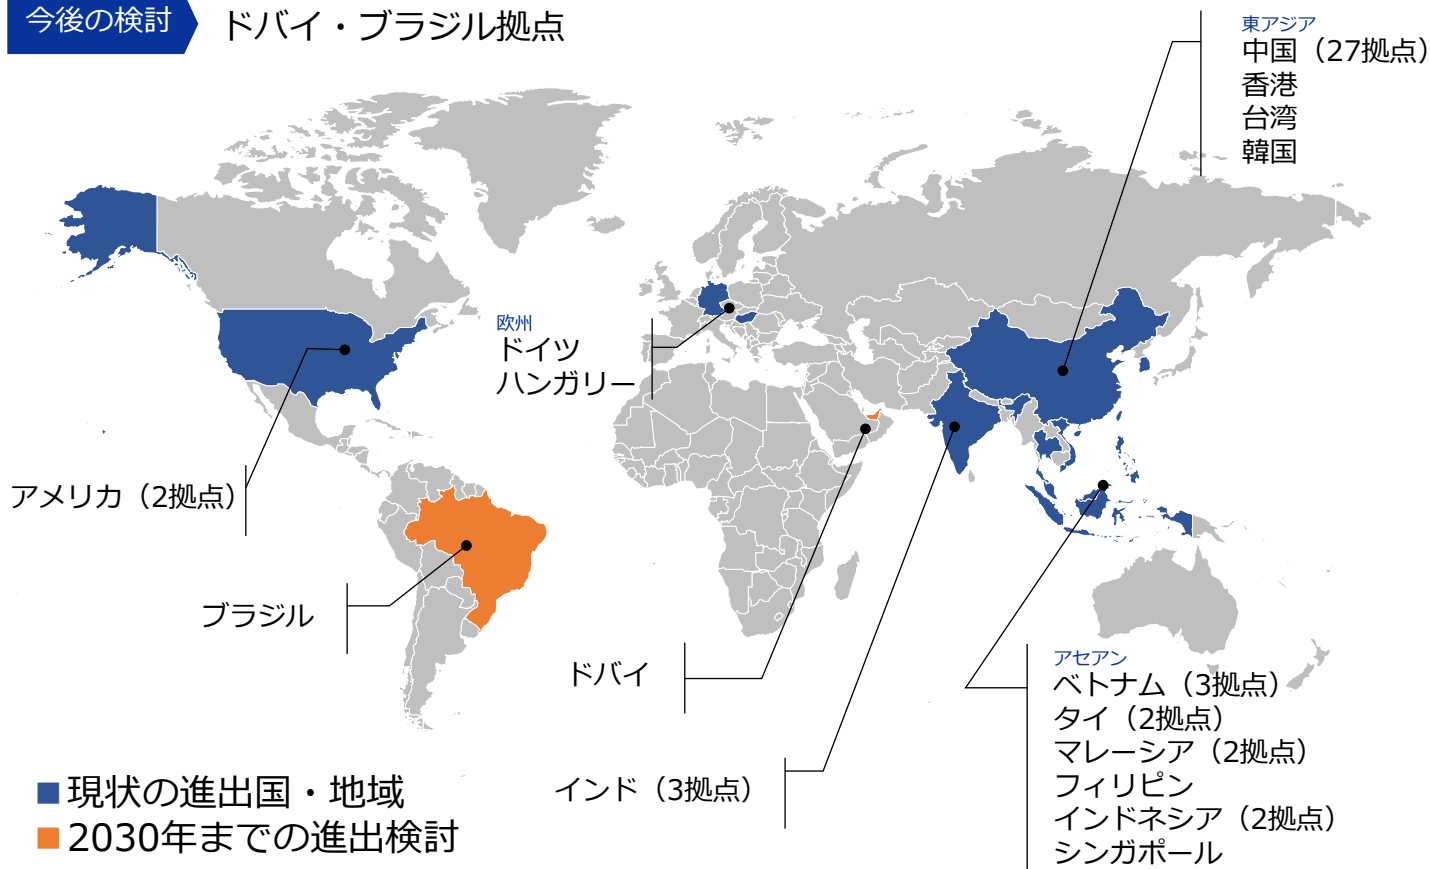 今後の検討
ドバイ・ブラジル拠点
東アジア
中国（27拠点）
香港
台湾
韓国
欧州
ドイツ
ハンガリー
アメリカ（2拠点）
ブラジル
ドバイ
インド（3拠点）
アセアン
ベトナム（3拠点）
タイ（2拠点）
マレーシア（2拠点）
フィリピン
インドネシア（2拠点）
シンガポール
現状の進出国・地域
2030年までの進出検討